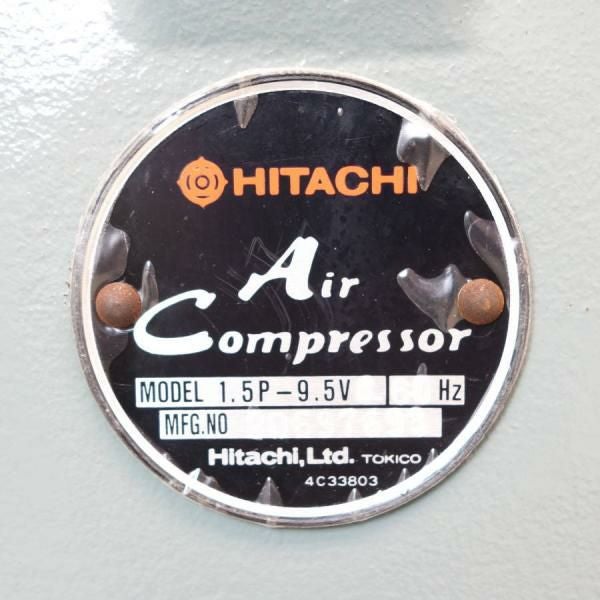 HITACHI
Air
Compressor
MODEL 1.5P-9.5V Hz
MFG.NO
Hitachi, Ltd. TOKICO
4C33803